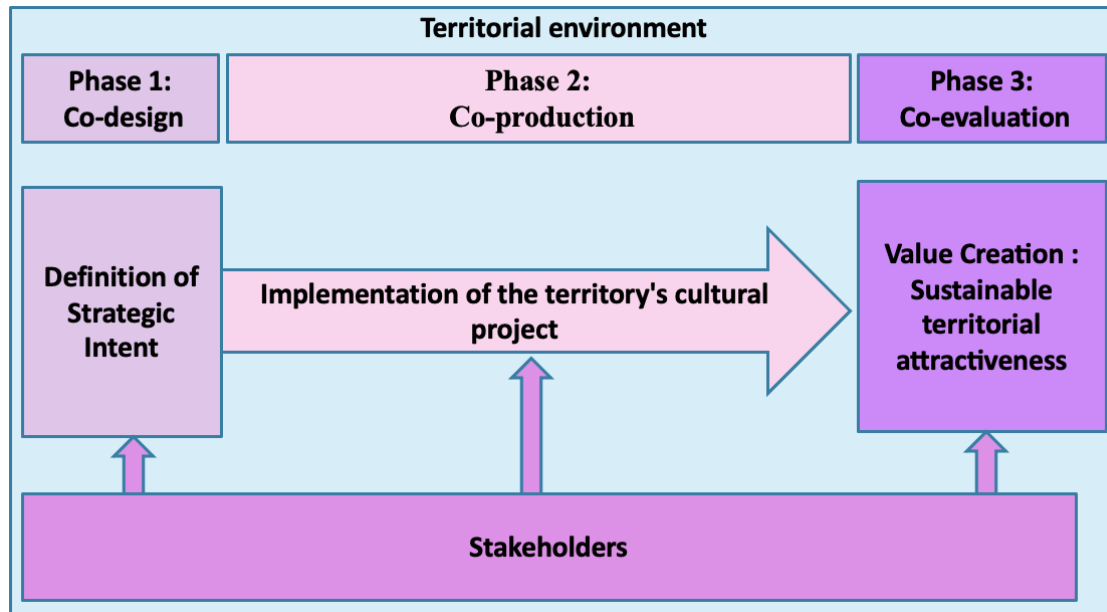 Territorial environment
Phase 1:
Co-design
Phase 2:
Co-production
Phase 3:
Co-evaluation
Definition of
Strategic
Intent
Implementation of the territory's cultural
project
Value Creation :
Sustainable
territorial
attractiveness
Stakeholders